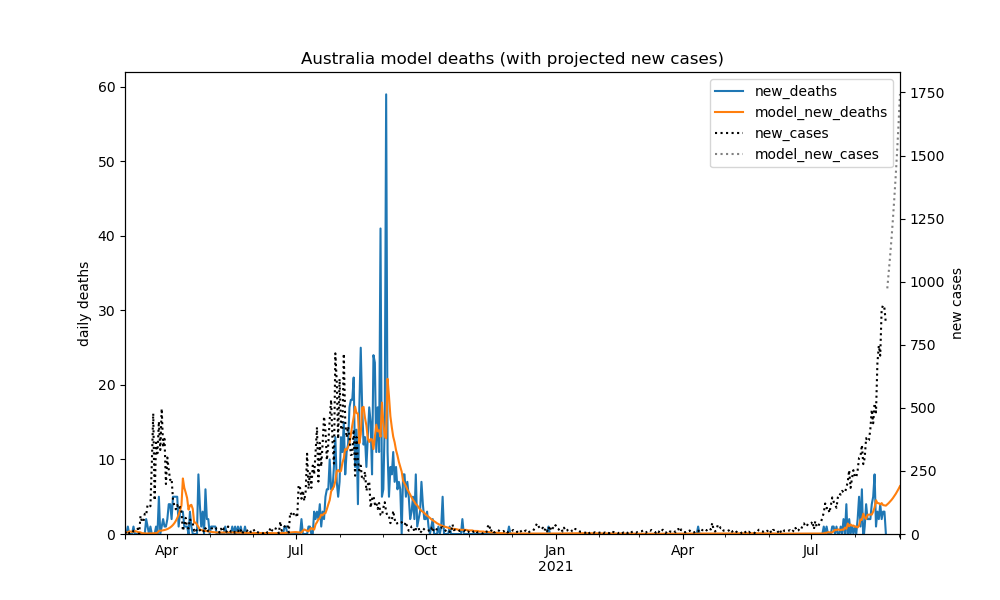 Australia model deaths (with projected new cases)
60
50
40
30
20
10
0
daily deaths
new_deaths
model_new_deaths
new_cases
model_new_cases
1750
1500
1250
1000
750
500
250
0
new cases
Apr Jul Oct Jan Apr Jul
2021